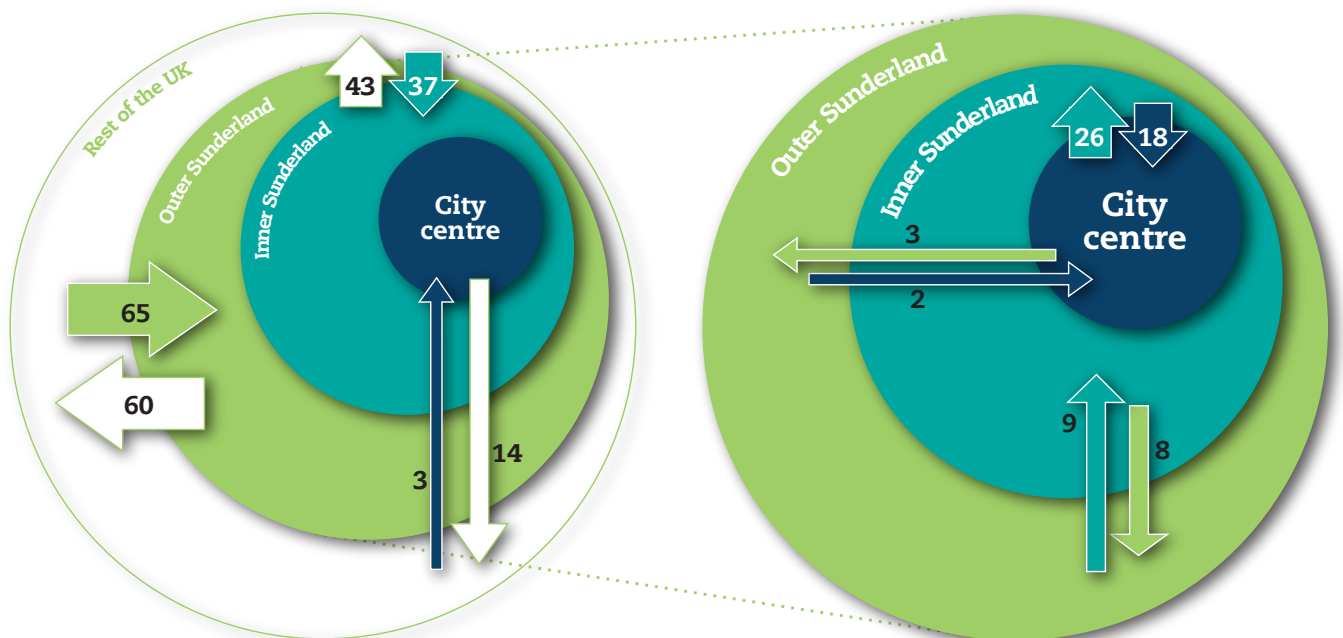 Rest of the UK
Outer Sunderland
Inner Sunderland
43
37
City
centre
65
60
3
14
Outer Sunderland
Inner Sunderland
26
18
City
centre
3
2
9
8